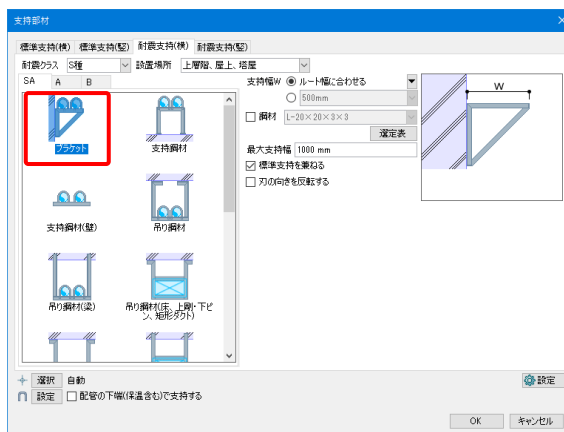 支持部材
標準支持(横) 標準支持(竪) 耐震支持(横) 耐震支持(竪)
耐震クラス S種 設置場所 上層階、屋上、塔屋
SA A B
ブラケット
支持鋼材
支持鋼材(壁)
吊り鋼材
吊り鋼材(梁)
吊り鋼材(床、上剛・下ピン、矩形ダクト)
支持幅W ルート幅に合わせる
500mm
鋼材 L-20×20×3×3
選定表
最大支持幅 1000 mm
標準支持を兼ねる
刃の向きを反転する
W
選択 自動
設定 配管の下端(保温含む)で支持する
設定
OK キャンセル